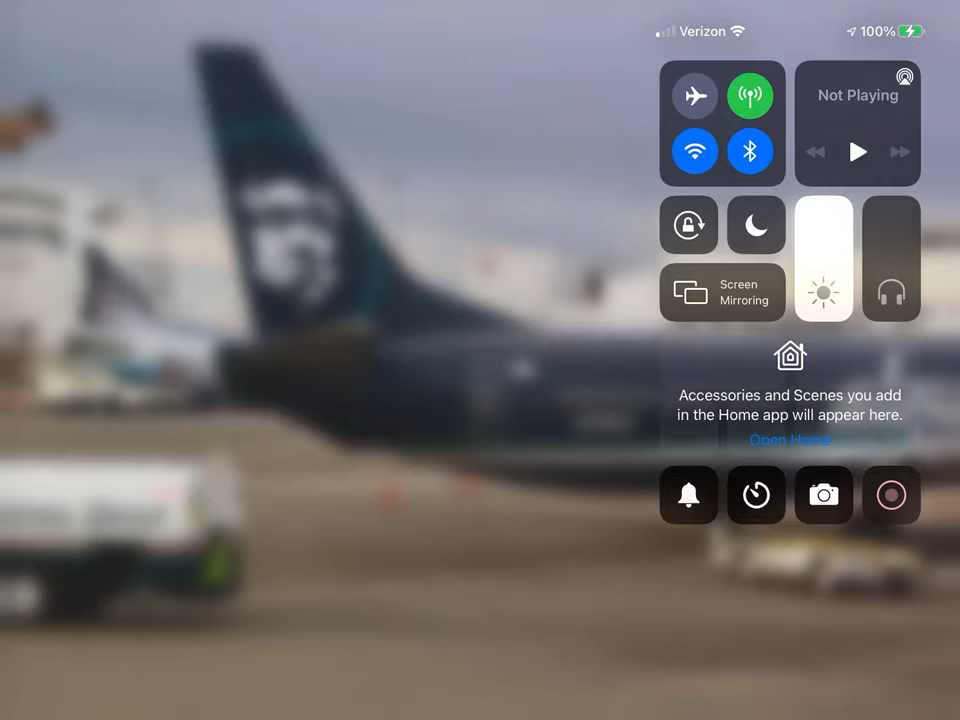 Verizon
100%
Not Playing
Screen
Mirroring
Accessories and Scenes you add
in the Home app will appear here.
Open Home